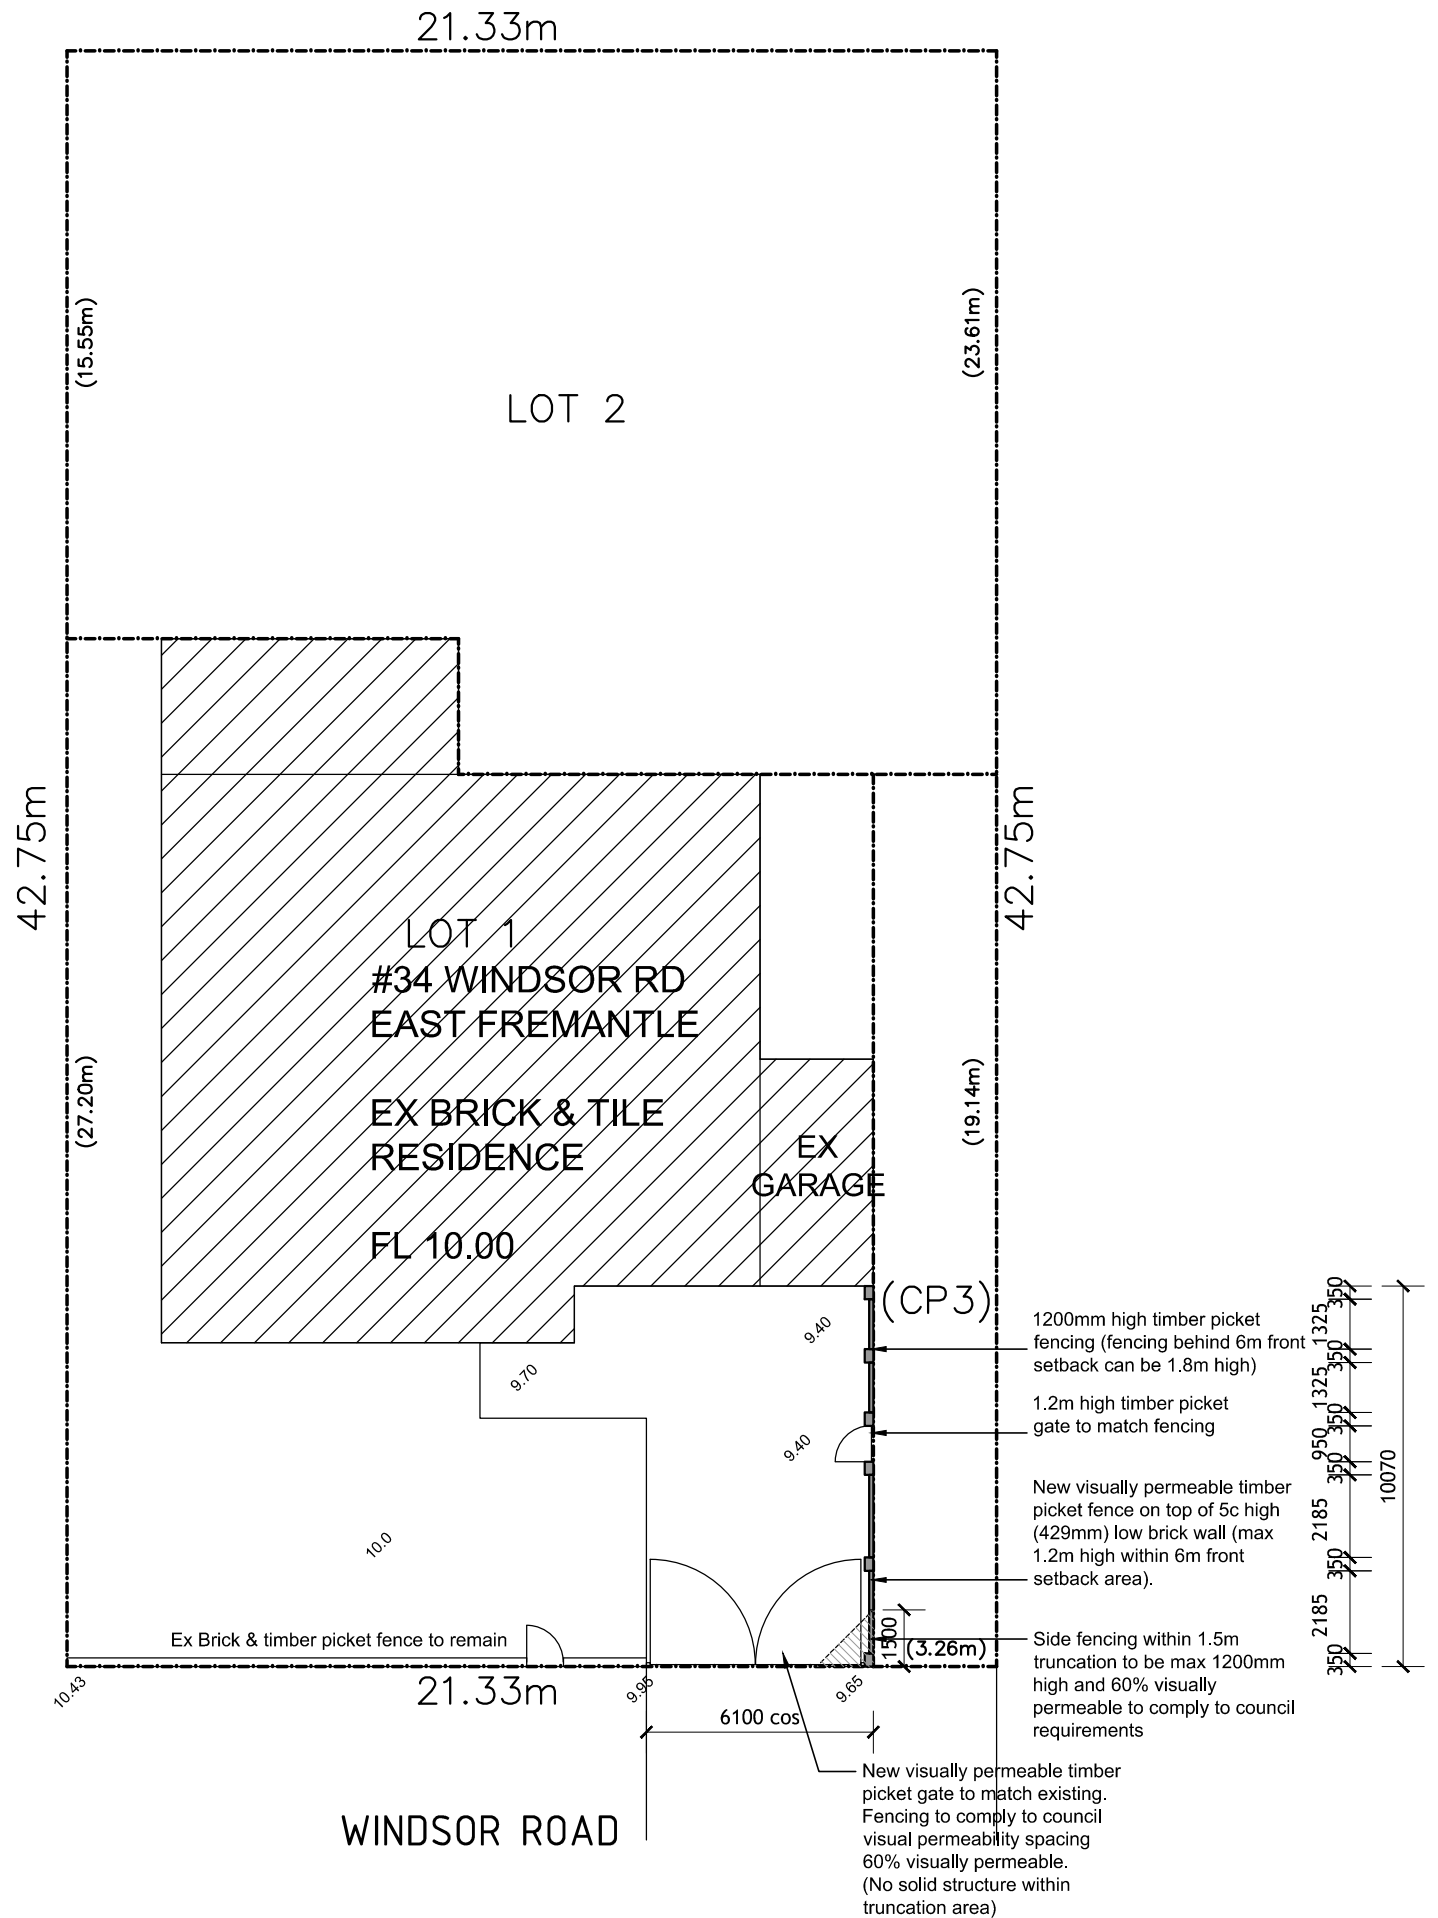 21.33m
(15.55m)
(23.61m)
LOT 2
42.75m
42.75m
LOT 1
#34 WINDSOR RD
EAST FREMANTLE
EX BRICK & TILE
RESIDENCE
FL 10.00
(27.20m)
(19.14m)
EX
GARAGE
(CP3)
9.40
9.70
9.40
10.0
1200mm high timber picket
fencing (fencing behind 6m front
setback can be 1.8m high)
1.2m high timber picket
gate to match fencing
New visually permeable timber
picket fence on top of 5c high
(429mm) low brick wall (max
1.2m high within 6m front
setback area).
Side fencing within 1.5m
truncation to be max 1200mm
high and 60% visually
permeable to comply to council
requirements
350
1325
350
1325
350
950
350
2185
350
2185
350
10070
Ex Brick & timber picket fence to remain
1500
(3.26m)
10.43
21.33m
9.95
9.65
6100 cos
New visually permeable timber
picket gate to match existing.
Fencing to comply to council
visual permeability spacing
60% visually permeable.
(No solid structure within
truncation area)
WINDSOR ROAD